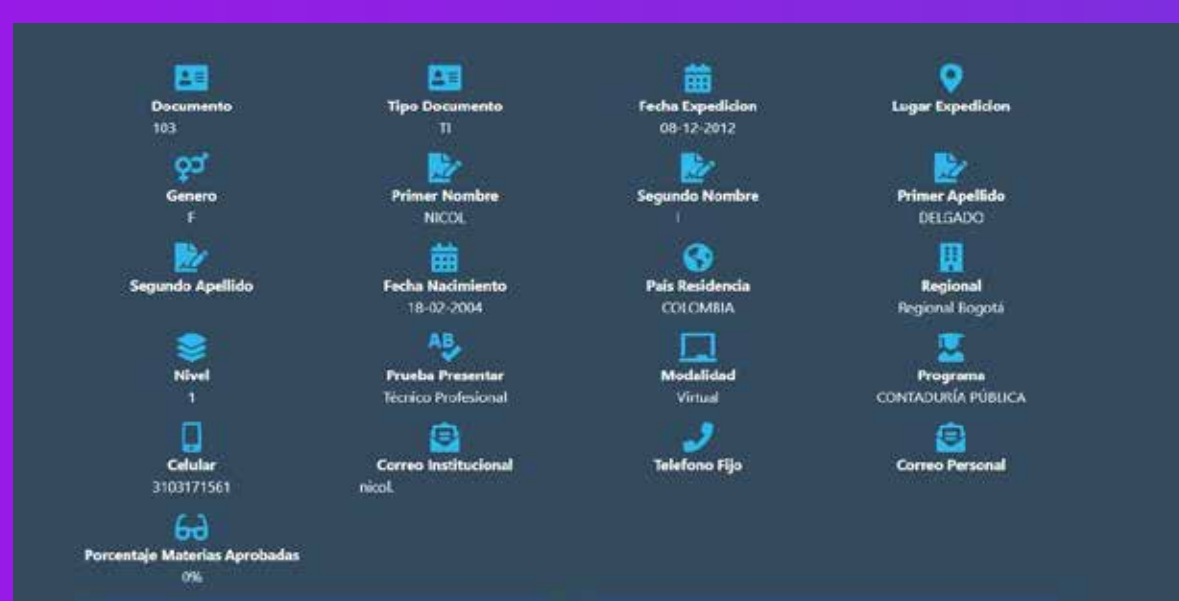 Documento
103
Tipo Documento
TI
Fecha Expedicion
08-12-2012
Lugar Expedicion
Genero
F
Primer Nombre
NICOL
Segundo Nombre
Primer Apellido
DELGADO
Segundo Apellido
Fecha Nacimiento
18-02-2004
Pais Residencia
COLOMBIA
Regional
Regional Bogotá
Nivel
1
AB
Prueba Presentar
Técnico Profesional
Modalidad
Virtual
Programa
CONTADURÍA PÚBLICA
Celular
3103171561
Correo Institucional
nicol.
Telefono Fijo
Correo Personal
Porcentaje Materias Aprobadas
0%